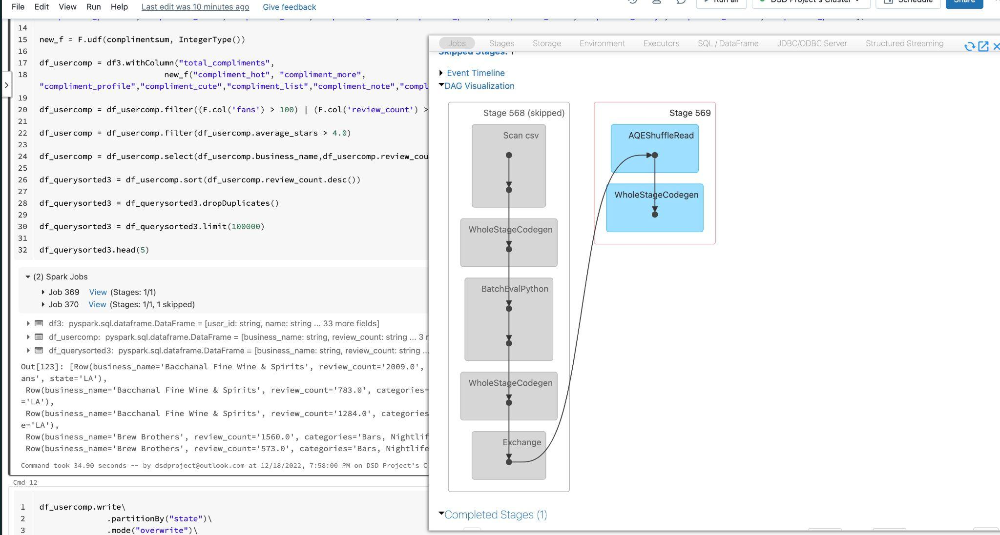 File Edit View Run Help Last edit was 10 minutes ago Give feedback
Run all DSD Project's Cluster Schedule Share
14
15 new_f = F.udf(complimentsum, IntegerType())
16
17 df_usercomp = df3.withColumn("total_compliments",
18 new_f("compliment_hot", "compliment_more",
"compliment_profile","compliment_cute","compliment_list","compliment_note","compl
19
20 df_usercomp = df_usercomp.filter((F.col('fans') > 100) | (F.col('review_count') >
21
22 df_usercomp = df_usercomp.filter(df_usercomp.average_stars > 4.0)
23
24 df_usercomp = df_usercomp.select(df_usercomp.business_name,df_usercomp.review_cou
25
26 df_querysorted3 = df_usercomp.sort(df_usercomp.review_count.desc())
27
28 df_querysorted3 = df_querysorted3.dropDuplicates()
29
30 df_querysorted3 = df_querysorted3.limit(100000)
31
32 df_querysorted3.head(5)
(2) Spark Jobs
Job 369 View (Stages: 1/1)
Job 370 View (Stages: 1/1, 1 skipped)
df3: pyspark.sql.dataframe.DataFrame = [user_id: string, name: string ... 33 more fields]
df_usercomp: pyspark.sql.dataframe.DataFrame = [business_name: string, review_count: string ... 3 r
df_querysorted3: pyspark.sql.dataframe.DataFrame = [business_name: string, review_count: string ...
Out[123]: [Row(business_name='Bacchanal Fine Wine & Spirits', review_count='2009.0',
ans', state='LA'),
Row(business_name='Bacchanal Fine Wine & Spirits', review_count='783.0', categories=
='LA'),
Row(business_name='Bacchanal Fine Wine & Spirits', review_count='1284.0', categories
e='LA'),
Row(business_name='Brew Brothers', review_count='1560.0', categories='Bars, Nightlif
Row(business_name='Brew Brothers', review_count='573.0', categories='Bars, Nightlife
Command took 34.90 seconds -- by dsdproject@outlook.com at 12/18/2022, 7:58:00 PM on DSD Project's C
Cmd 12
1 df_usercomp.write\
2 .partitionBy("state")\
3 .mode("overwrite")\
Jobs Stages Storage Environment Executors SQL / DataFrame JDBC/ODBC Server Structured Streaming
Skipped Stages: 1
Event Timeline
DAG Visualization
Stage 568 (skipped)
Scan csv
WholeStageCodegen
BatchEvalPython
WholeStageCodegen
Exchange
Stage 569
AQEShuffleRead
WholeStageCodegen
Completed Stages (1)